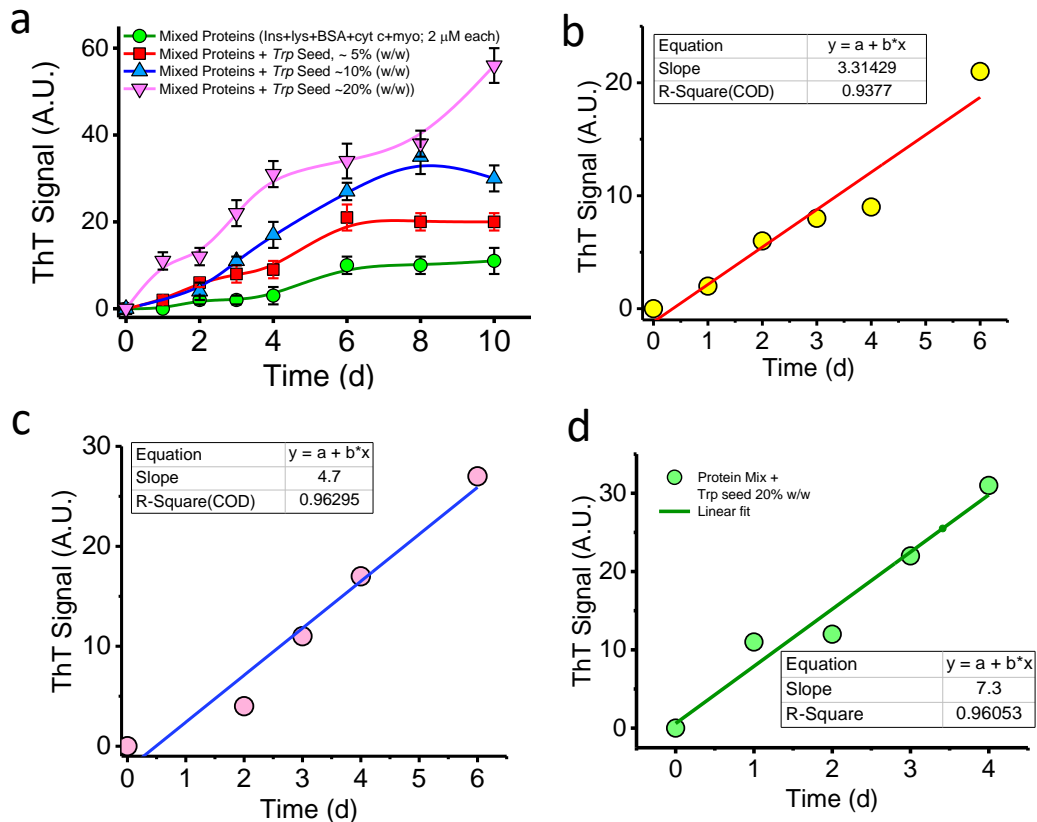 a
Mixed Proteins (Ins+lys+BSA+cyt c+myo; 2 μM each)
Mixed Proteins + Trp Seed, ~ 5% (w/w)
Mixed Proteins + Trp Seed ~10% (w/w)
Mixed Proteins + Trp Seed ~20% (w/w))
ThT Signal (A.U.)
60
40
20
0
0 2 4 6 8 10
Time (d)
b
Equation y = a + b*x
Slope 3.31429
R-Square(COD) 0.9377
ThT Signal (A.U.)
20
10
0
0 1 2 3 4 5 6
Time (d)
c
Equation y = a + b*x
Slope 4.7
R-Square(COD) 0.96295
ThT Signal (A.U.)
30
20
10
0
0 1 2 3 4 5 6
Time (d)
d
Protein Mix +
Trp seed 20% w/w
Linear fit
Equation y = a + b*x
Slope 7.3
R-Square 0.96053
ThT Signal (A.U.)
30
20
10
0
0 1 2 3 4
Time (d)